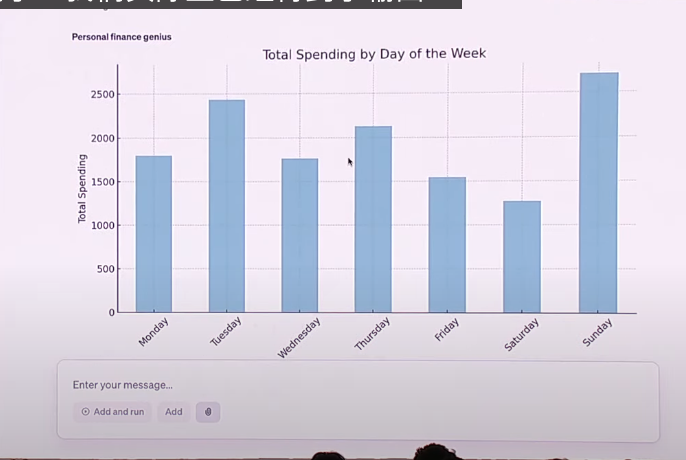 Personal finance genius
Total Spending by Day of the Week
Total Spending
2500
2000
1500
1000
500
0
Monday
Tuesday
Wednesday
Thursday
Friday
Saturday
Sunday
Enter your message...
Add and run
Add